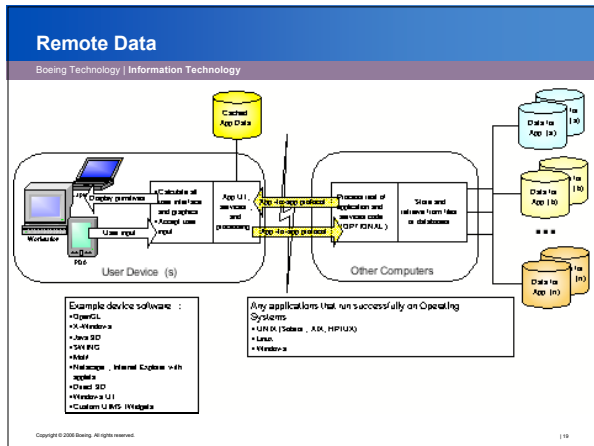 Remote Data
Boeing Technology | Information Technology
Cached
App Data
Display primitives
Workstation
PDA
User input
•Calculate all
user interface
and graphics
•Accept user
input
App UI,
services,
and
processing
App-to-app protocol
App-to-app protocol
Process rest of
application and
services code
(OPTIONAL)
Store and
retrieve from files
or databases
Data for
App (a)
Data for
App (b)
Data for
App (n)
User Device (s)
Other Computers
Example device software :
•OpenGL
•X-Windows
•Java 3D
•SWING
•Motif
•Netscape, Internet Explorer with
applets
•Direct 3D
•Windows UI
•Custom UIMS Widgets
Any applications that run successfully on Operating
Systems
•UNIX (Solaris, AIX, HPUX)
•Linux
•Windows
Copyright © 2008 Boeing. All rights reserved.
| 19